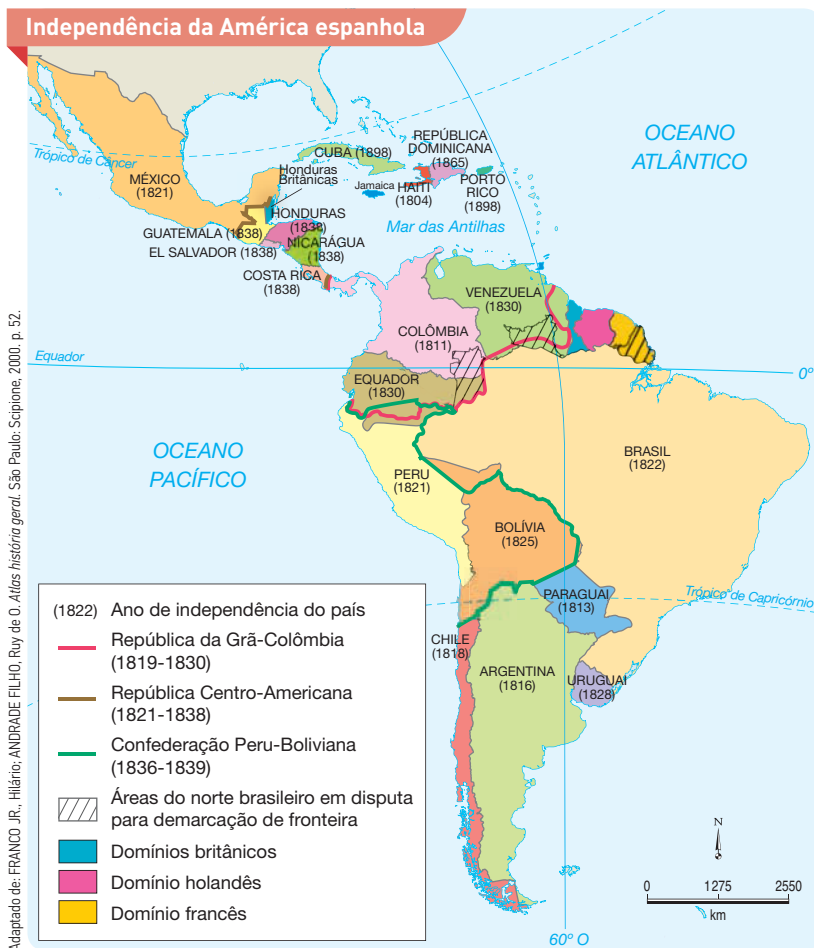 Independência da América espanhola
OCEANO
ATLÂNTICO
REPÚBLICA
DOMINICANA
(1865)
CUBA (1898)
Trópico de Câncer
MÉXICO
(1821)
Honduras
Britânicas
Jamaica
HAITI
(1804)
PORTO
RICO
(1898)
HONDURAS
(1838)
Mar das Antilhas
GUATEMALA (1838)
NICARÁGUA
(1838)
EL SALVADOR (1838)
COSTA RICA
(1838)
VENEZUELA
(1830)
COLÔMBIA
(1811)
Equador
0º
EQUADOR
(1830)
OCEANO
PACÍFICO
BRASIL
(1822)
PERU
(1821)
BOLÍVIA
(1825)
PARAGUAI
(1813)
Trópico de Capricórnio
CHILE
(1818)
ARGENTINA
(1816)
URUGUAI
(1828)
(1822) Ano de independência do país
República da Grã-Colômbia
(1819-1830)
República Centro-Americana
(1821-1838)
Confederação Peru-Boliviana
(1836-1839)
Áreas do norte brasileiro em disputa
para demarcação de fronteira
Domínios britânicos
Domínio holandês
Domínio francês
N
0 1275 2550
km
60º O
Adaptado de: FRANCO JR., Hilário; ANDRADE FILHO, Ruy de O. Atlas história geral. São Paulo: Scipione, 2000. p. 52.